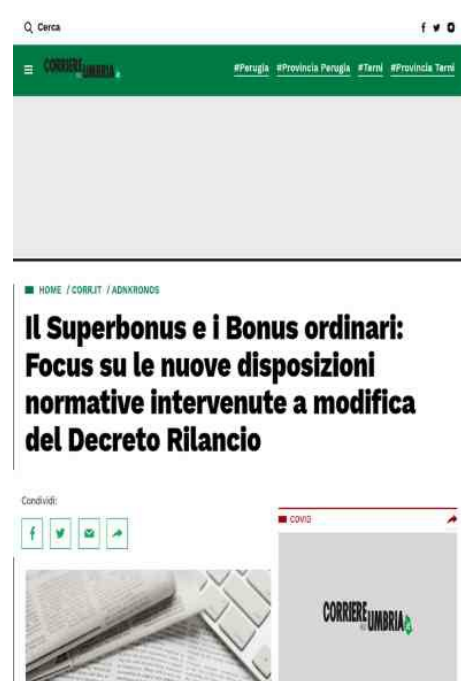 Cerca
CORRIERE UMBRIA
#Perugia #Provincia Perugia #Terni #Provincia Terni
HOME / CORR.IT / ADNKRONOS
Il Superbonus e i Bonus ordinari:
Focus su le nuove disposizioni
normative intervenute a modifica
del Decreto Rilancio
Condividi:
COVID
CORRIERE UMBRIA